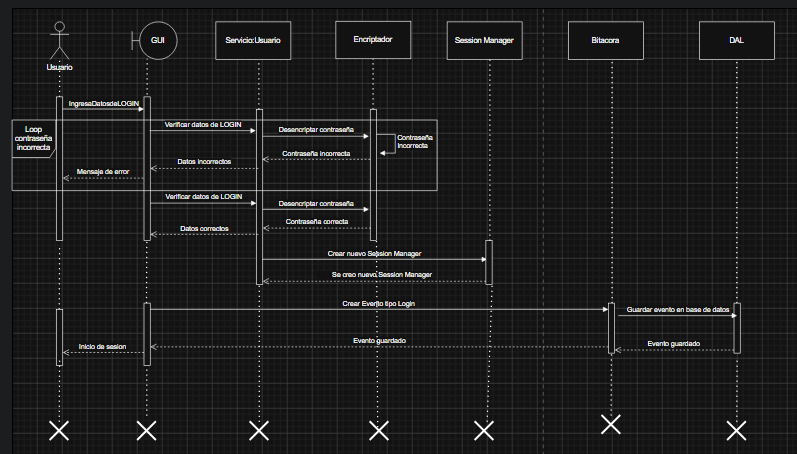 Usuario
GUI
Servicio:Usuario
Encriptador
Session Manager
Bitacora
DAL
IngresaDatosdeLOGIN
Loop
contraseña
incorrecta
Verificar datos de LOGIN
Desencriptar contraseña
Contraseña
Incorrecta
Contraseña incorrecta
Datos incorrectos
Mensaje de error
Verificar datos de LOGIN
Desencriptar contraseña
Contraseña correcta
Datos correctos
Crear nuevo Session Manager
Se creo nuevo Session Manager
Crear Evento tipo Login
Guardar evento en base de datos
Evento guardado
Evento guardado
Inicio de sesion